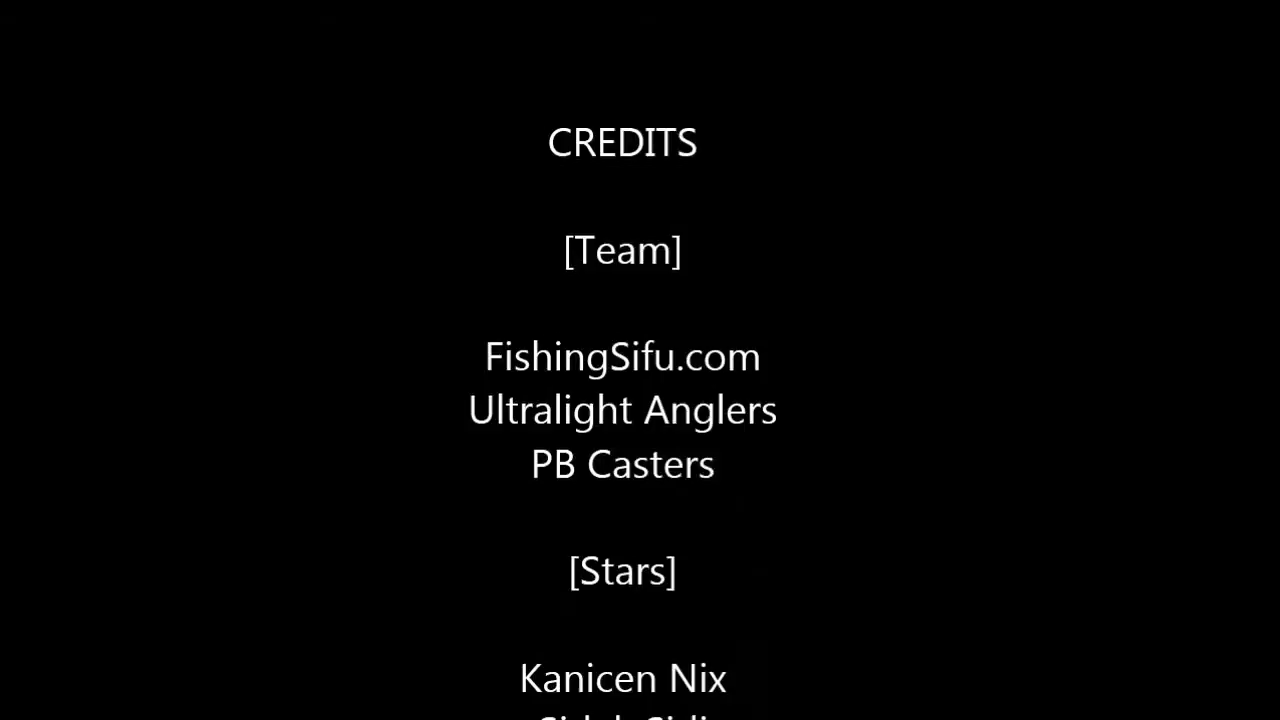 CREDITS
[Team]
FishingSifu.com
Ultralight Anglers
PB Casters
[Stars]
Kanicen Nix